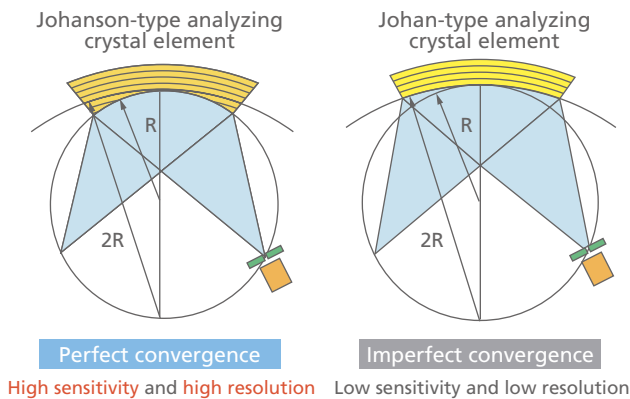 Johanson-type analyzing
crystal element
R
2R
Perfect convergence
High sensitivity and high resolution
Johan-type analyzing
crystal element
R
2R
Imperfect convergence
Low sensitivity and low resolution